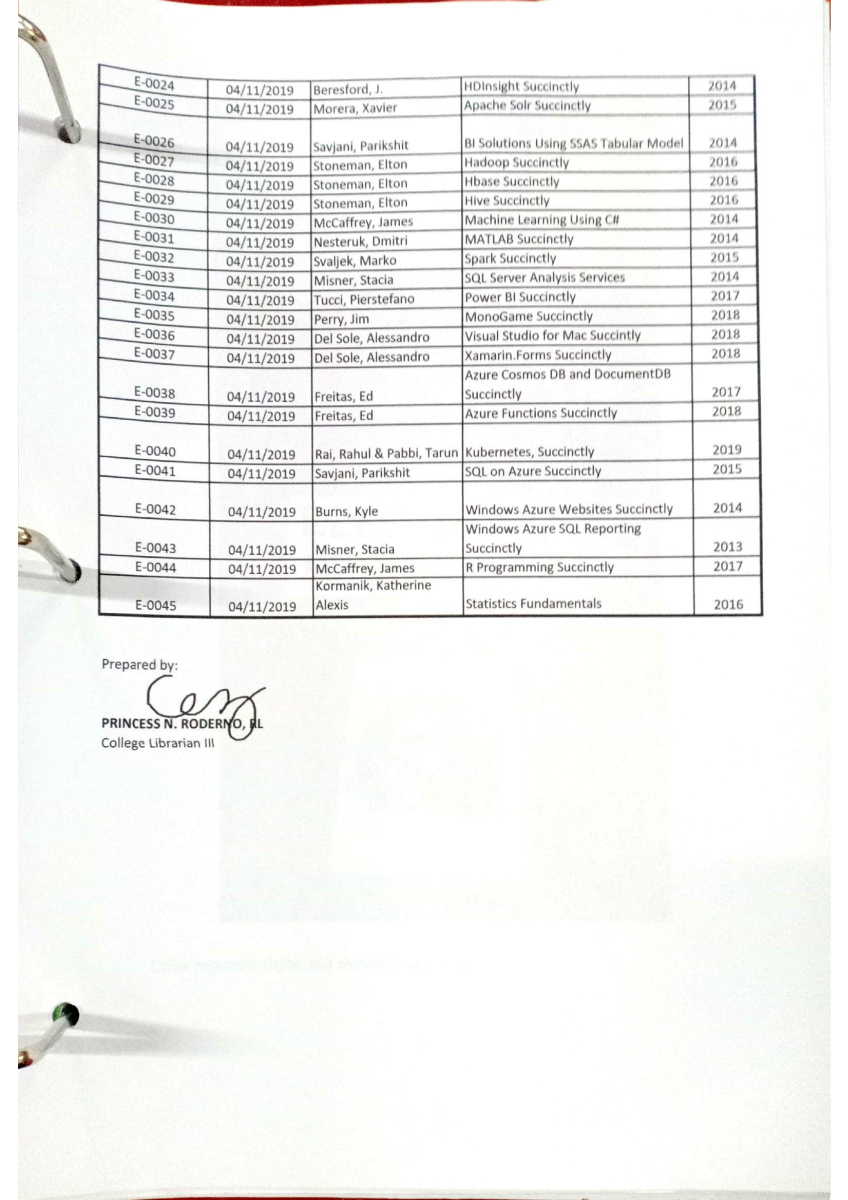 E-0024 04/11/2019 Beresford, J. HDInsight Succinctly 2014
E-0025 04/11/2019 Morera, Xavier Apache Solr Succinctly 2015
E-0026 04/11/2019 Savjani, Parikshit BI Solutions Using SSAS Tabular Model 2014
E-0027 04/11/2019 Stoneman, Elton Hadoop Succinctly 2016
E-0028 04/11/2019 Stoneman, Elton Hbase Succinctly 2016
E-0029 04/11/2019 Stoneman, Elton Hive Succinctly 2016
E-0030 04/11/2019 McCaffrey, James Machine Learning Using C# 2014
E-0031 04/11/2019 Nesteruk, Dmitri MATLAB Succinctly 2014
E-0032 04/11/2019 Svaljek, Marko Spark Succinctly 2015
E-0033 04/11/2019 Misner, Stacia SQL Server Analysis Services 2014
E-0034 04/11/2019 Tucci, Pierstefano Power BI Succinctly 2017
E-0035 04/11/2019 Perry, Jim MonoGame Succinctly 2018
E-0036 04/11/2019 Del Sole, Alessandro Visual Studio for Mac Succintly 2018
E-0037 04/11/2019 Del Sole, Alessandro Xamarin.Forms Succinctly 2018
Azure Cosmos DB and DocumentDB
E-0038 04/11/2019 Freitas, Ed Succinctly 2017
E-0039 04/11/2019 Freitas, Ed Azure Functions Succinctly 2018
E-0040 04/11/2019 Rai, Rahul & Pabbi, Tarun Kubernetes, Succinctly 2019
E-0041 04/11/2019 Savjani, Parikshit SQL on Azure Succinctly 2015
E-0042 04/11/2019 Burns, Kyle Windows Azure Websites Succinctly 2014
Windows Azure SQL Reporting
E-0043 04/11/2019 Misner, Stacia Succinctly 2013
E-0044 04/11/2019 McCaffrey, James R Programming Succinctly 2017
Kormanik, Katherine
E-0045 04/11/2019 Alexis Statistics Fundamentals 2016
Prepared by:
PRINCESS N. RODERNO, RL
College Librarian III